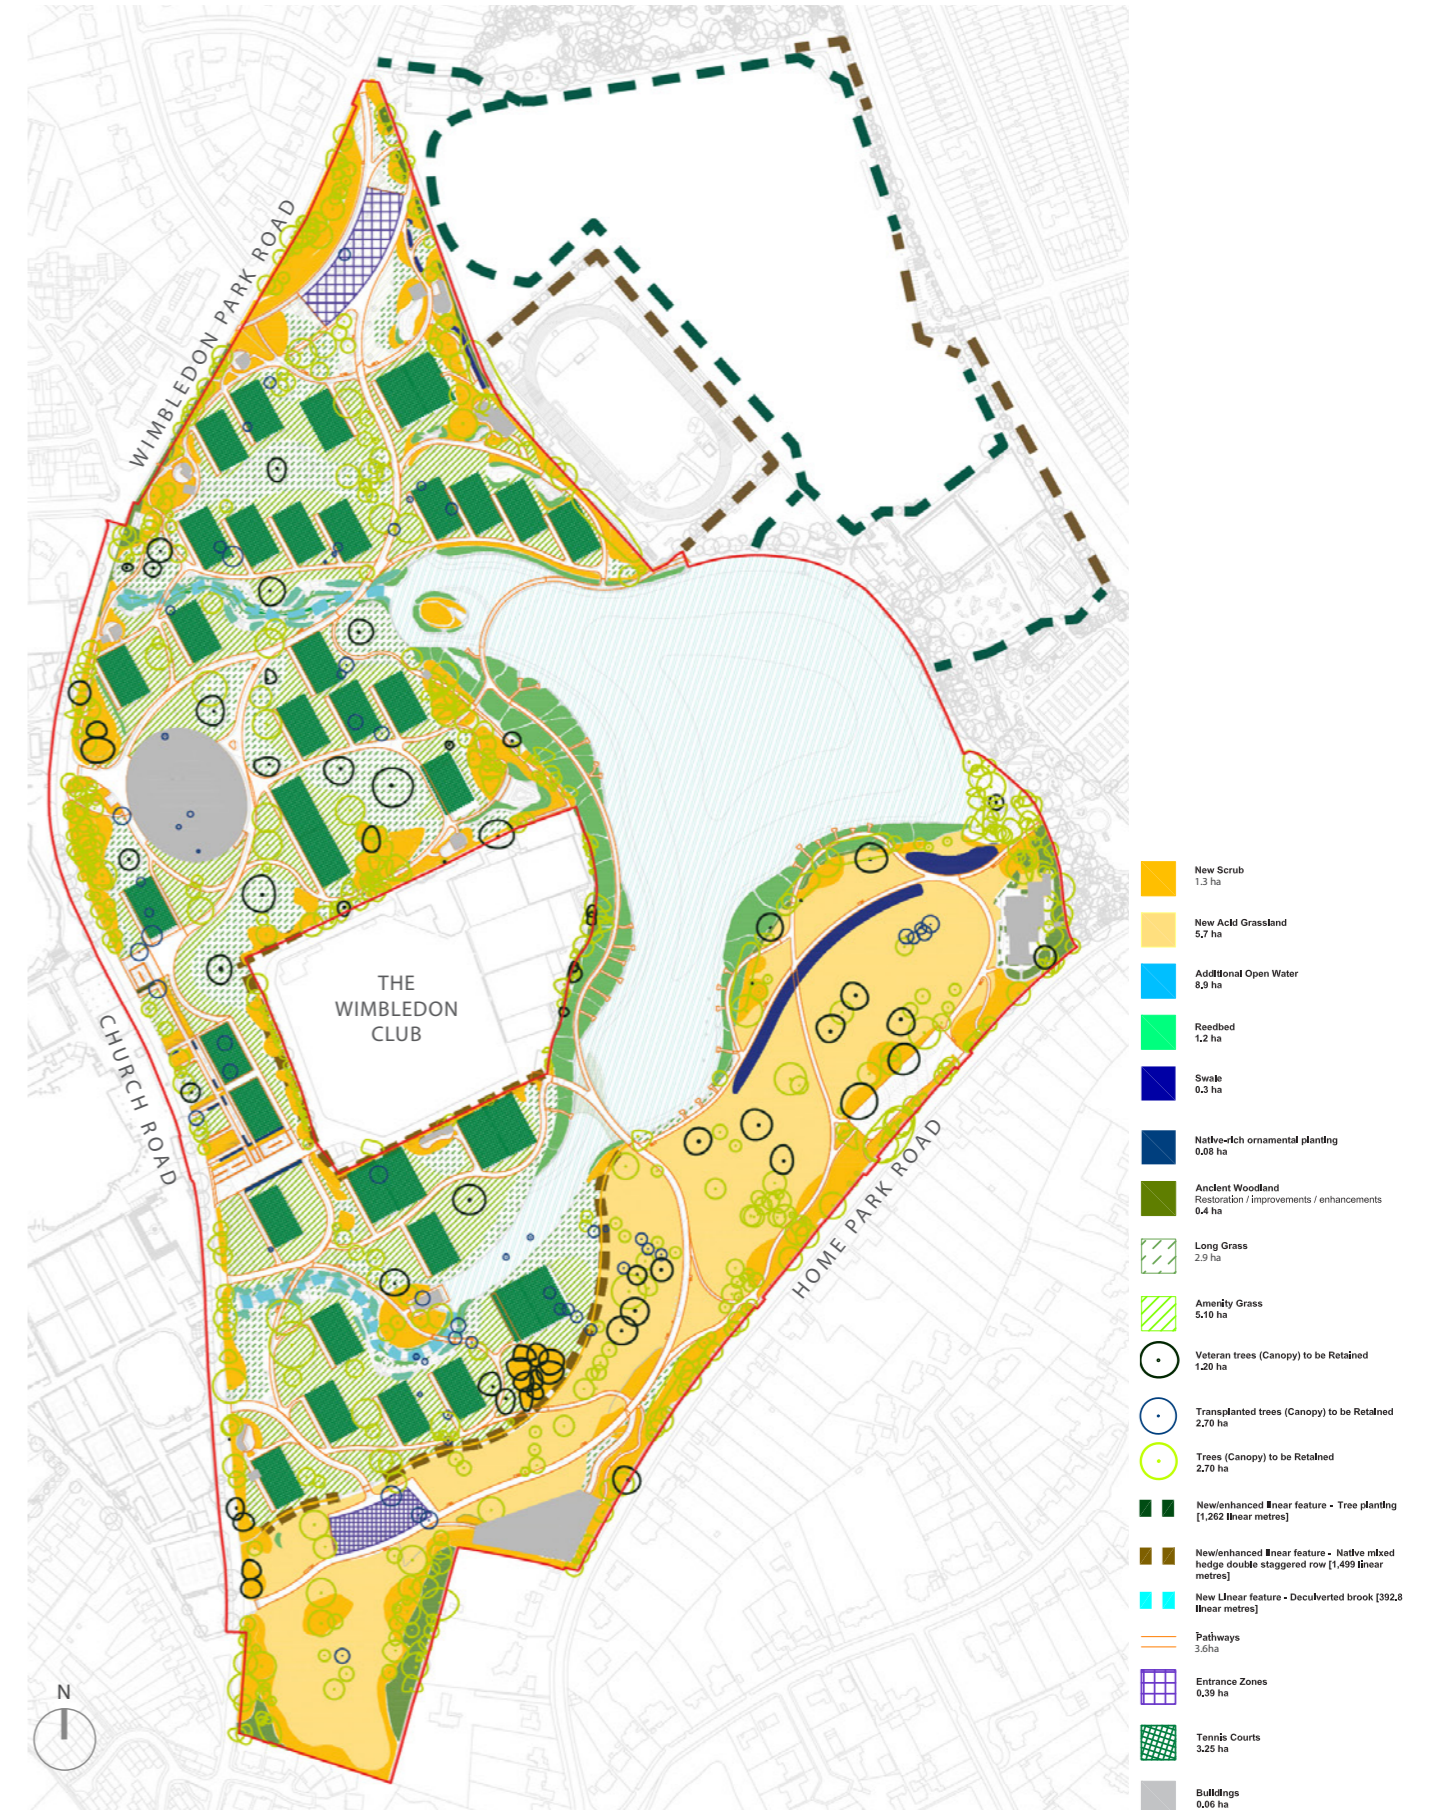 WIMBLEDON PARK ROAD
THE
WIMBLEDON
CLUB
CHURCH ROAD
HOME PARK ROAD
N
New Scrub
1.3 ha
New Acid Grassland
5.7 ha
Additional Open Water
8.9 ha
Reedbed
1.2 ha
Swale
0.3 ha
Native-rich ornamental planting
0.08 ha
Ancient Woodland
Restoration / improvements / enhancements
0.4 ha
Long Grass
2.9 ha
Amenity Grass
5.10 ha
Veteran trees (Canopy) to be Retained
1.20 ha
Transplanted trees (Canopy) to be Retained
2.70 ha
Trees (Canopy) to be Retained
2.70 ha
New/enhanced linear feature - Tree planting
[1,262 linear metres]
New/enhanced linear feature - Native mixed
hedge double staggered row [1,499 linear
metres]
New Linear feature - Deculverted brook [392.8
linear metres]
Pathways
3.6ha
Entrance Zones
0.39 ha
Tennis Courts
3.25 ha
Buildings
0.06 ha